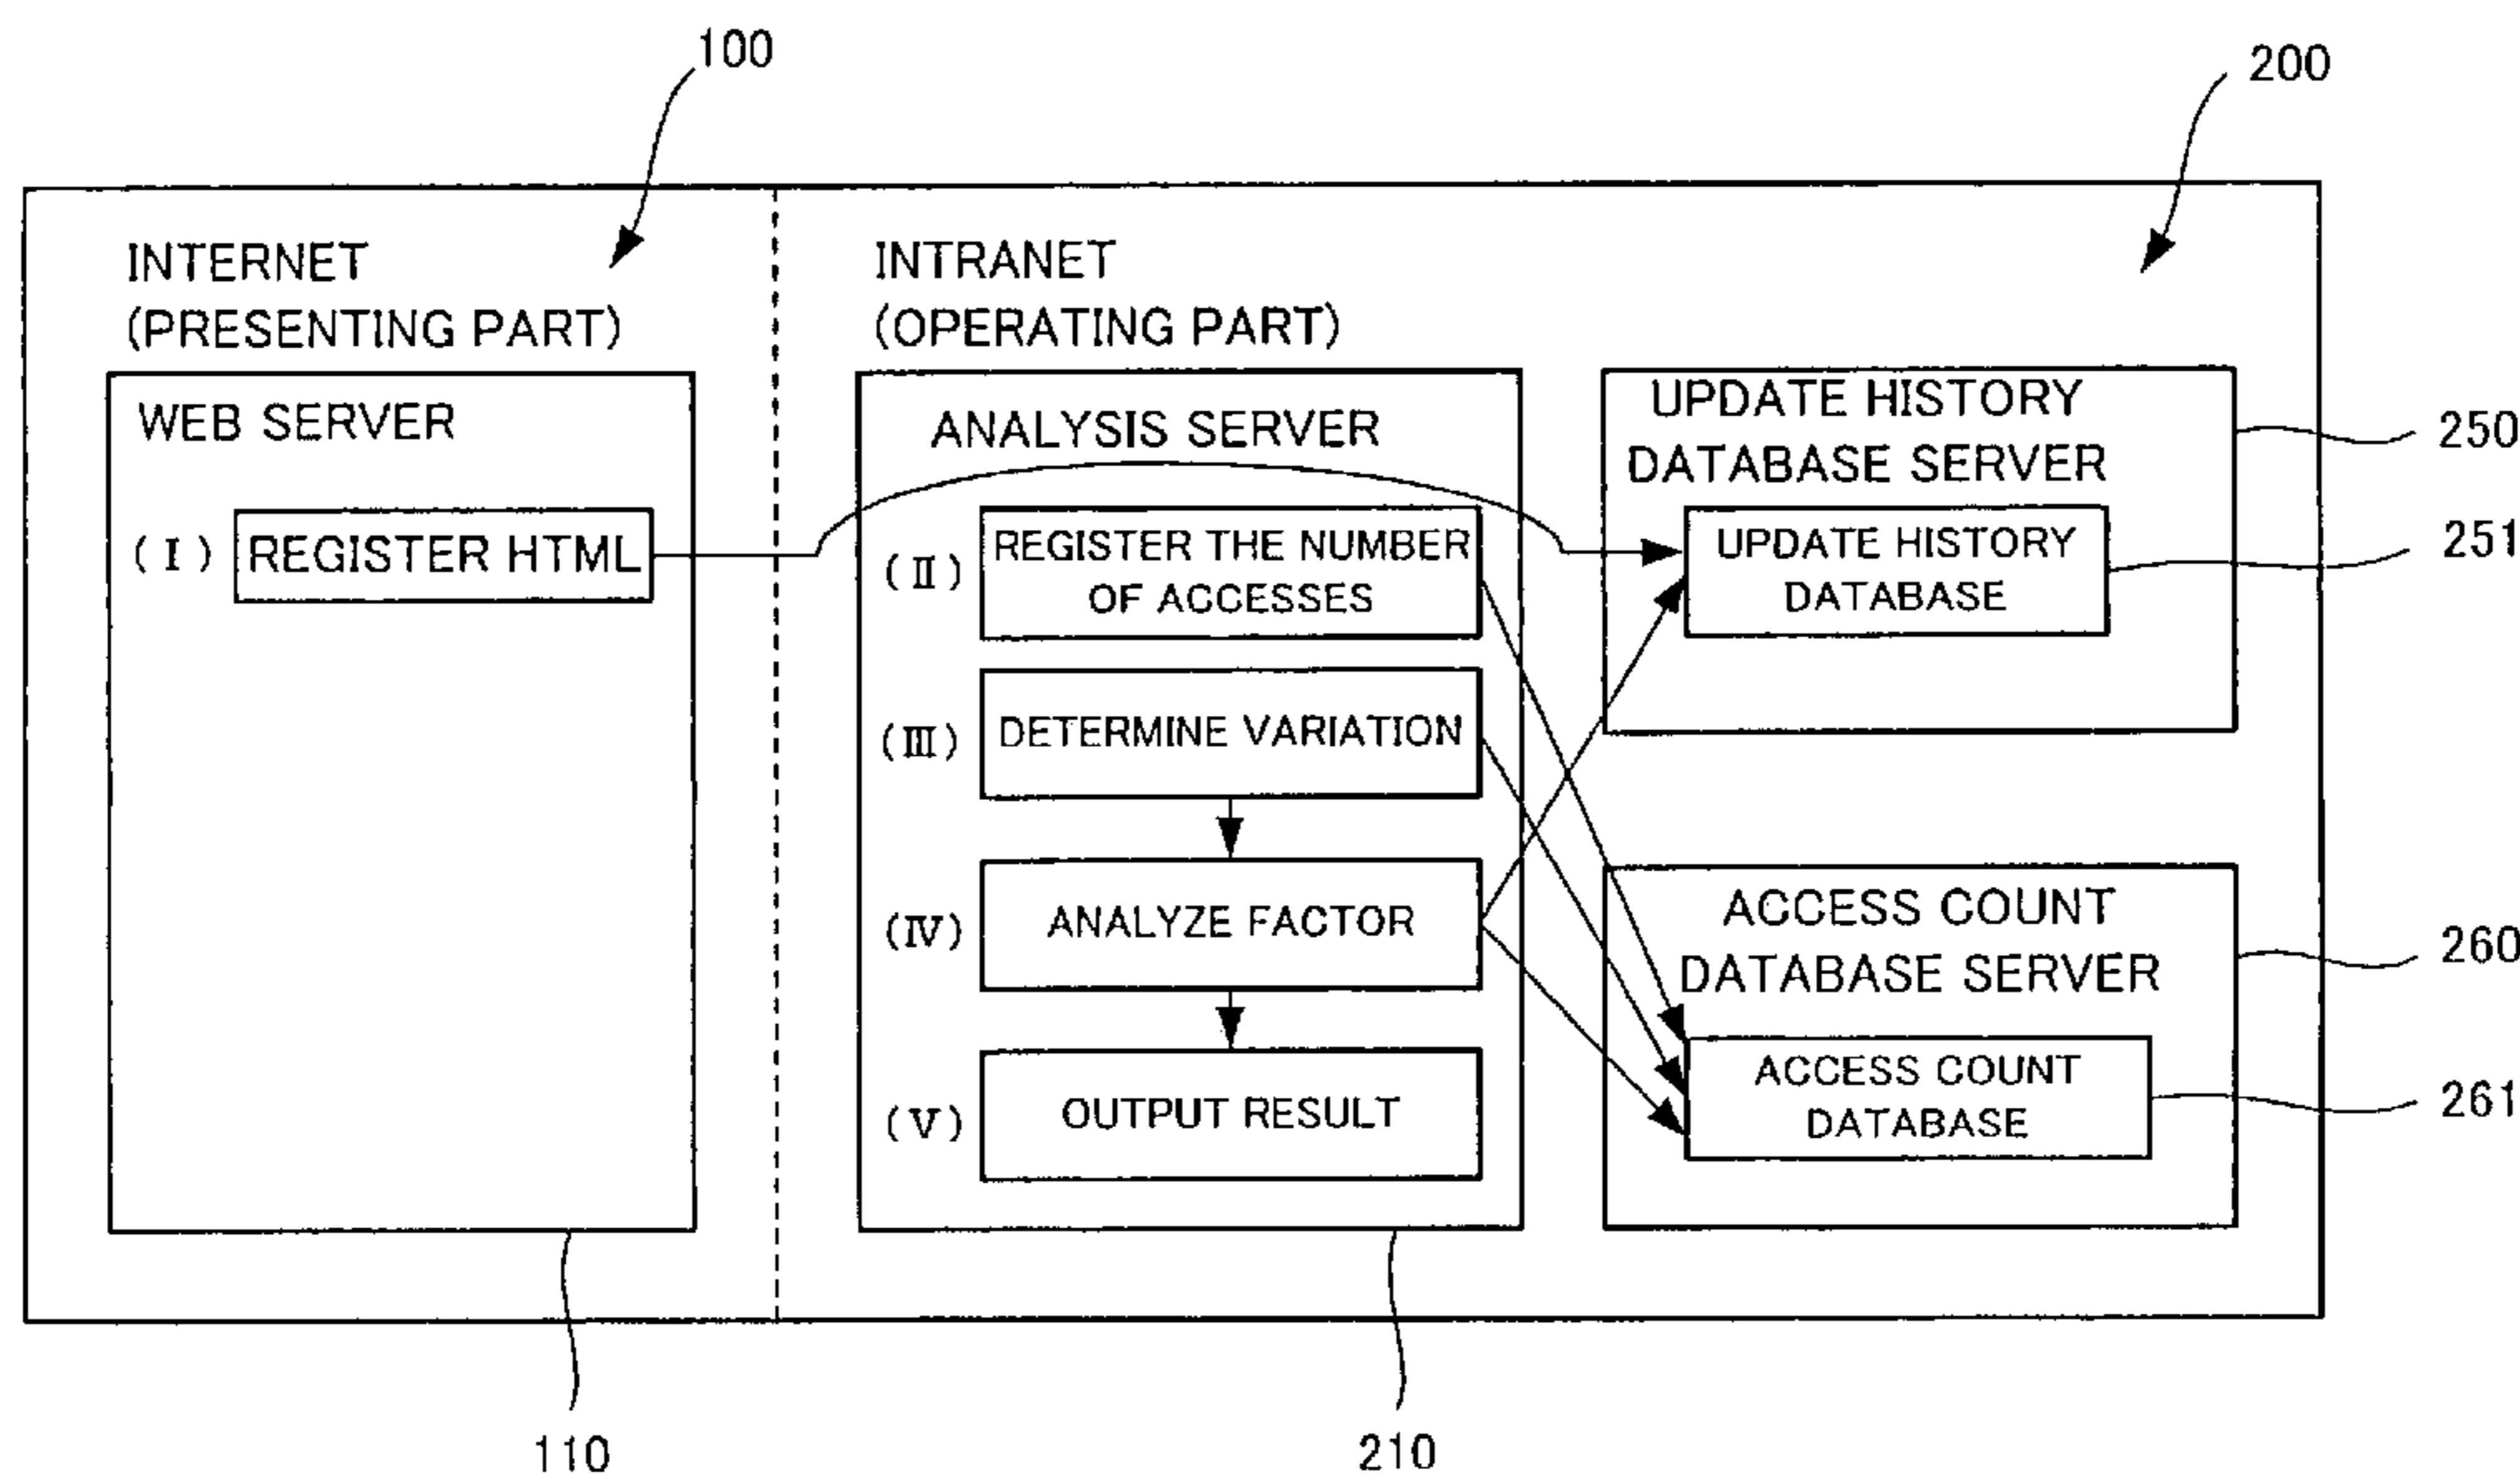 100
200
INTERNET
(PRESENTING PART)
INTRANET
(OPERATING PART)
WEB SERVER
(Ⅰ) REGISTER HTML
ANALYSIS SERVER
(Ⅱ) REGISTER THE NUMBER
OF ACCESSES
(Ⅲ) DETERMINE VARIATION
(Ⅳ) ANALYZE FACTOR
(Ⅴ) OUTPUT RESULT
UPDATE HISTORY
DATABASE SERVER
250
UPDATE HISTORY
DATABASE
251
ACCESS COUNT
DATABASE SERVER
260
ACCESS COUNT
DATABASE
261
110
210